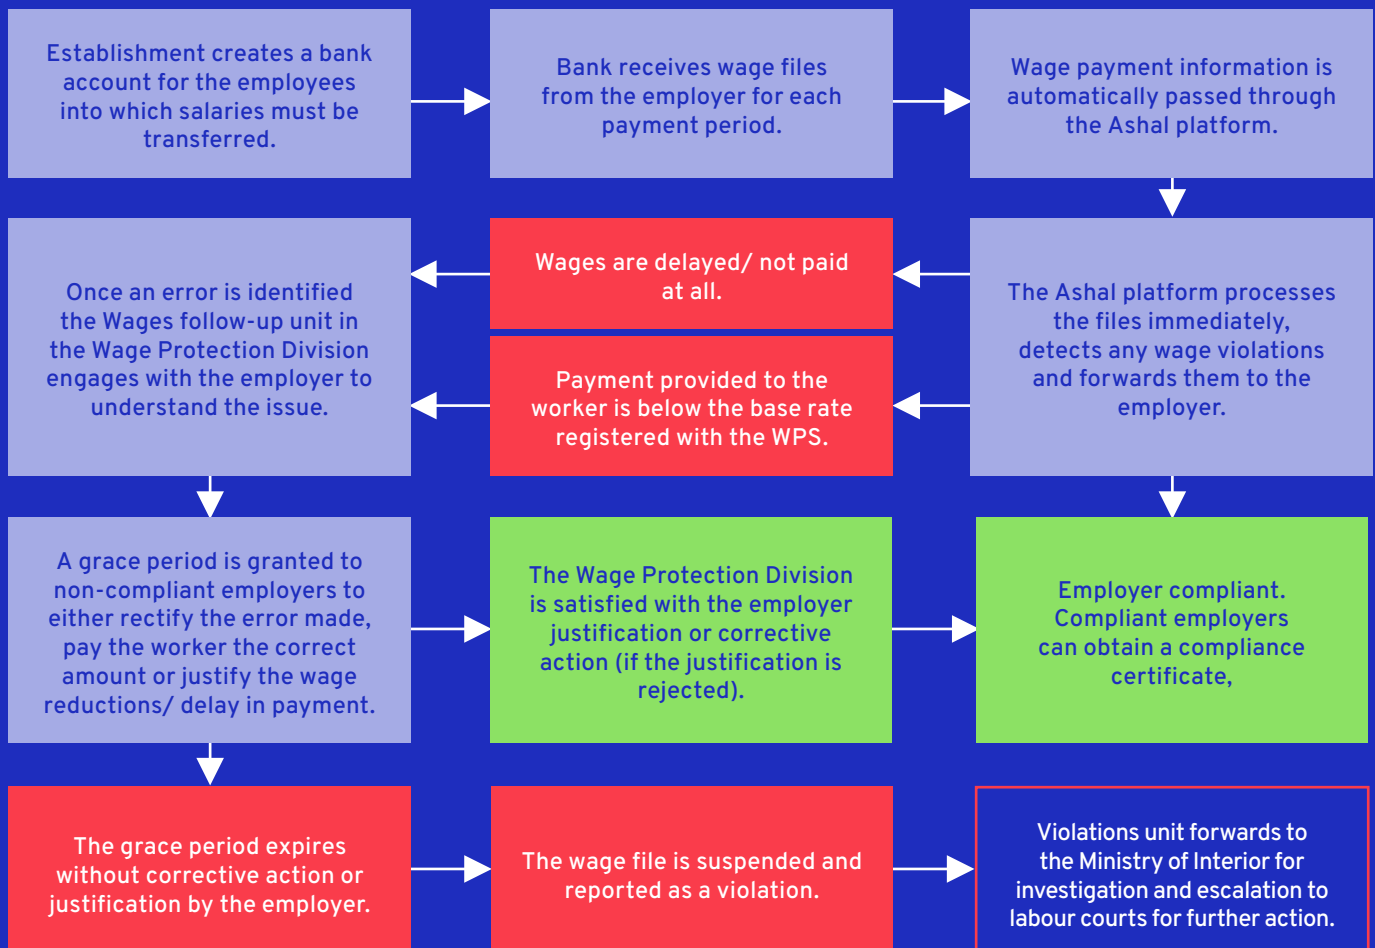 Establishment creates a bank
account for the employees
into which salaries must be
transferred.
Bank receives wage files
from the employer for each
payment period.
Wage payment information is
automatically passed through
the Ashal platform.
The Ashal platform processes
the files immediately,
detects any wage violations
and forwards them to the
employer.
Wages are delayed/ not paid
at all.
Payment provided to the
worker is below the base rate
registered with the WPS.
Once an error is identified
the Wages follow-up unit in
the Wage Protection Division
engages with the employer to
understand the issue.
A grace period is granted to
non-compliant employers to
either rectify the error made,
pay the worker the correct
amount or justify the wage
reductions/ delay in payment.
The Wage Protection Division
is satisfied with the employer
justification or corrective
action (if the justification is
rejected).
Employer compliant.
Compliant employers
can obtain a compliance
certificate,
The grace period expires
without corrective action or
justification by the employer.
The wage file is suspended and
reported as a violation.
Violations unit forwards to
the Ministry of Interior for
investigation and escalation to
labour courts for further action.